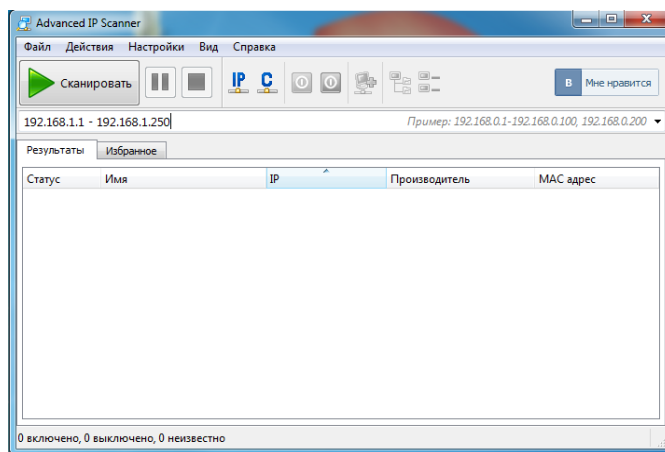 Advanced IP Scanner
Файл Действия Настройки Вид Справка
Сканировать IP C В Мне нравится
192.168.1.1 - 192.168.1.250 Пример: 192.168.0.1-192.168.0.100, 192.168.0.200
Результаты Избранное
Статус Имя IP Производитель MAC адрес
0 включено, 0 выключено, 0 неизвестно